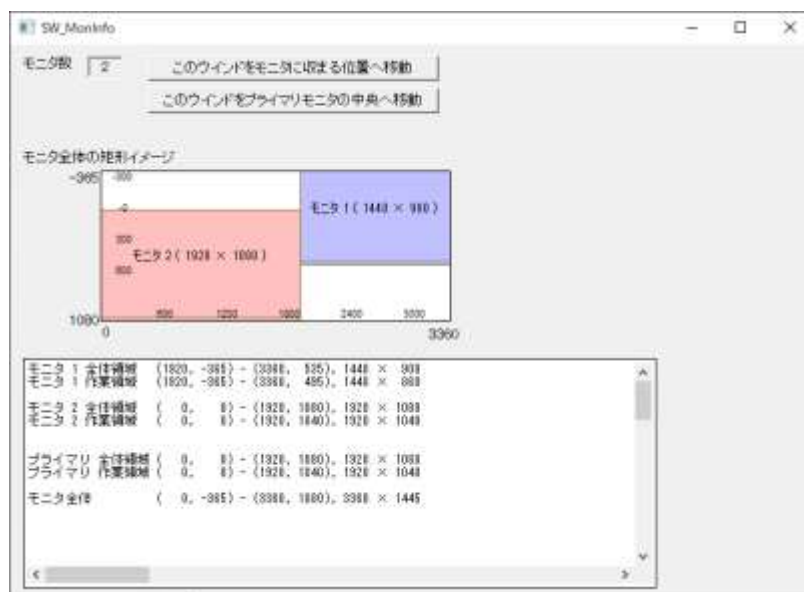 SW_MonInfo
モニタ数 2
このウインドをモニタに収まる位置へ移動
このウインドをプライマリモニタの中央へ移動
モニタ全体の矩形イメージ
-365 -300
-0
モニタ 1 ( 1440 × 900 )
300
モニタ 2 ( 1920 × 1080 )
600
600 1200 1800 2400 3000
1080
0 3360
モニタ 1 全体領域 (1920, -365) - (3360, 535), 1440 × 900
モニタ 1 作業領域 (1920, -365) - (3360, 495), 1440 × 860
モニタ 2 全体領域 ( 0, 0) - (1920, 1080), 1920 × 1080
モニタ 2 作業領域 ( 0, 0) - (1920, 1040), 1920 × 1040
プライマリ 全体領域 ( 0, 0) - (1920, 1080), 1920 × 1080
プライマリ 作業領域 ( 0, 0) - (1920, 1040), 1920 × 1040
モニタ全体 ( 0, -365) - (3360, 1080), 3360 × 1445